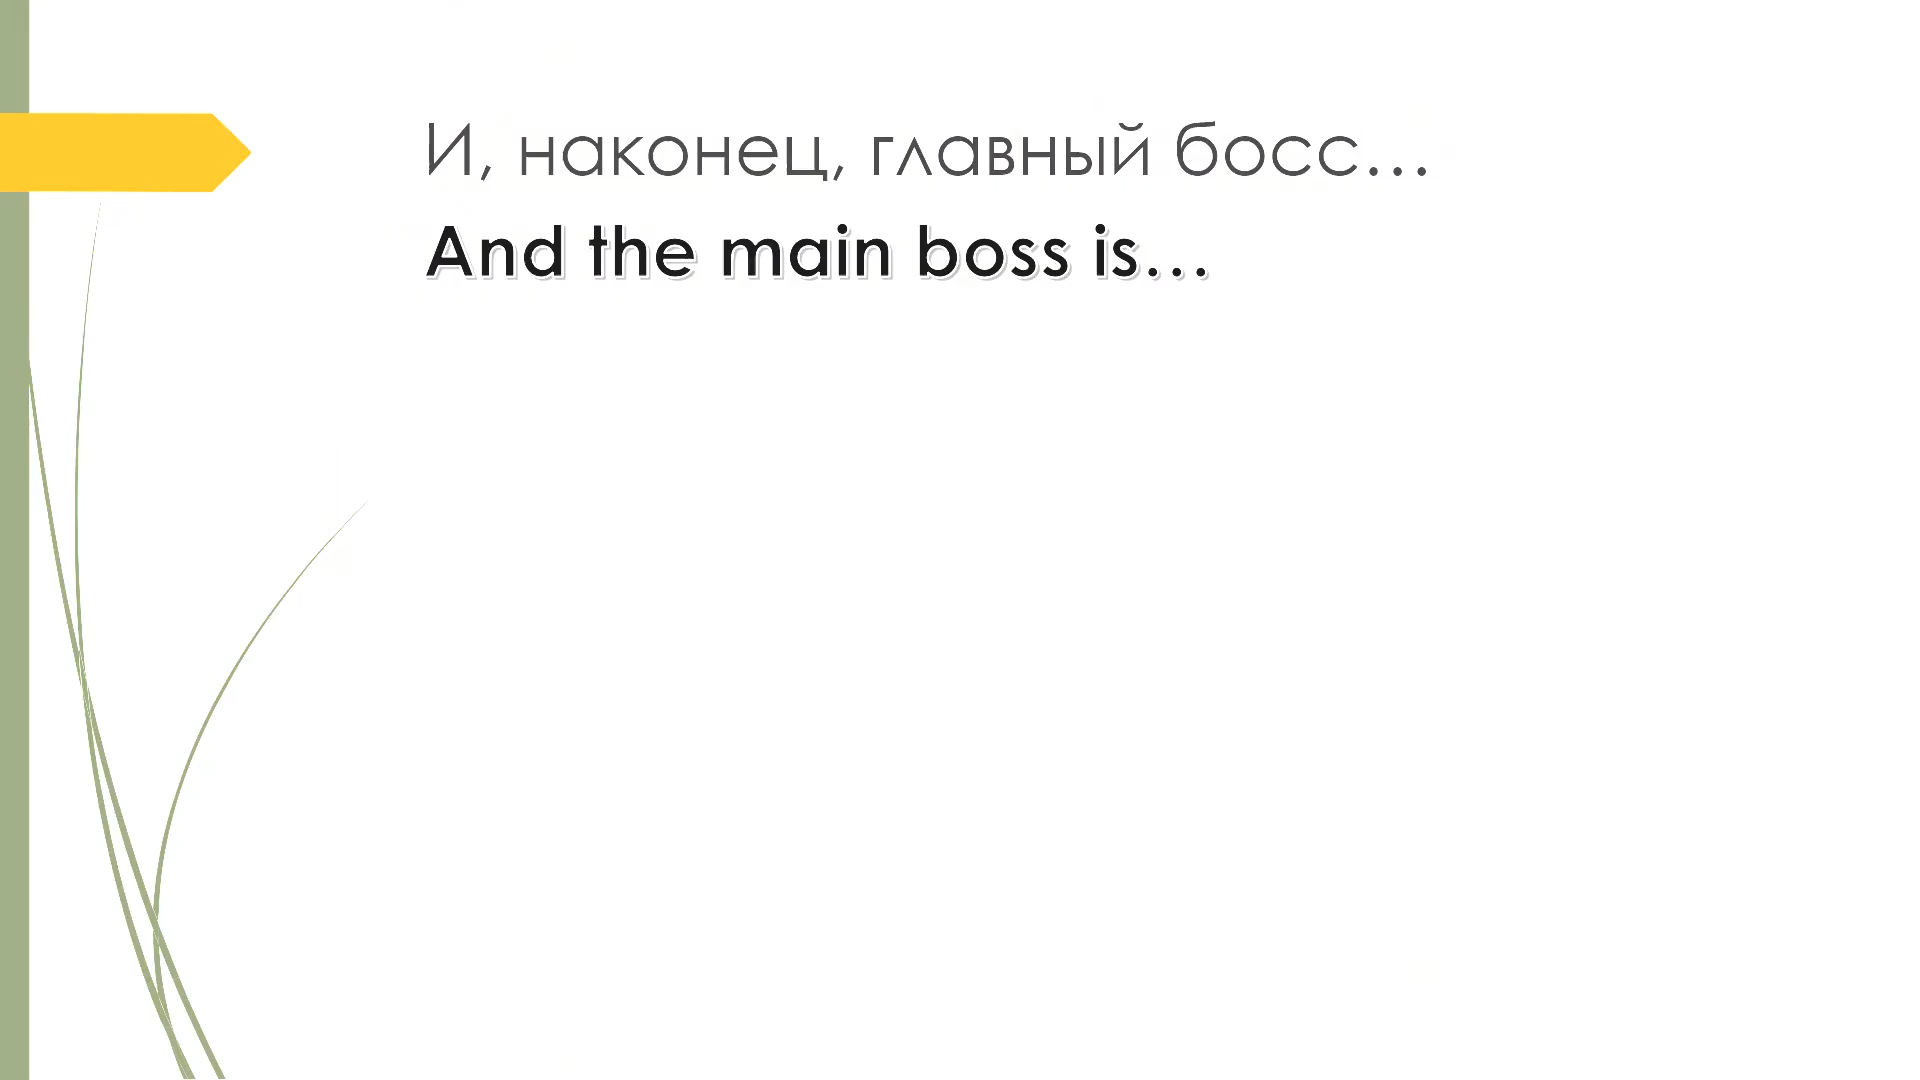 И, наконец, главный босс…
And the main boss is…